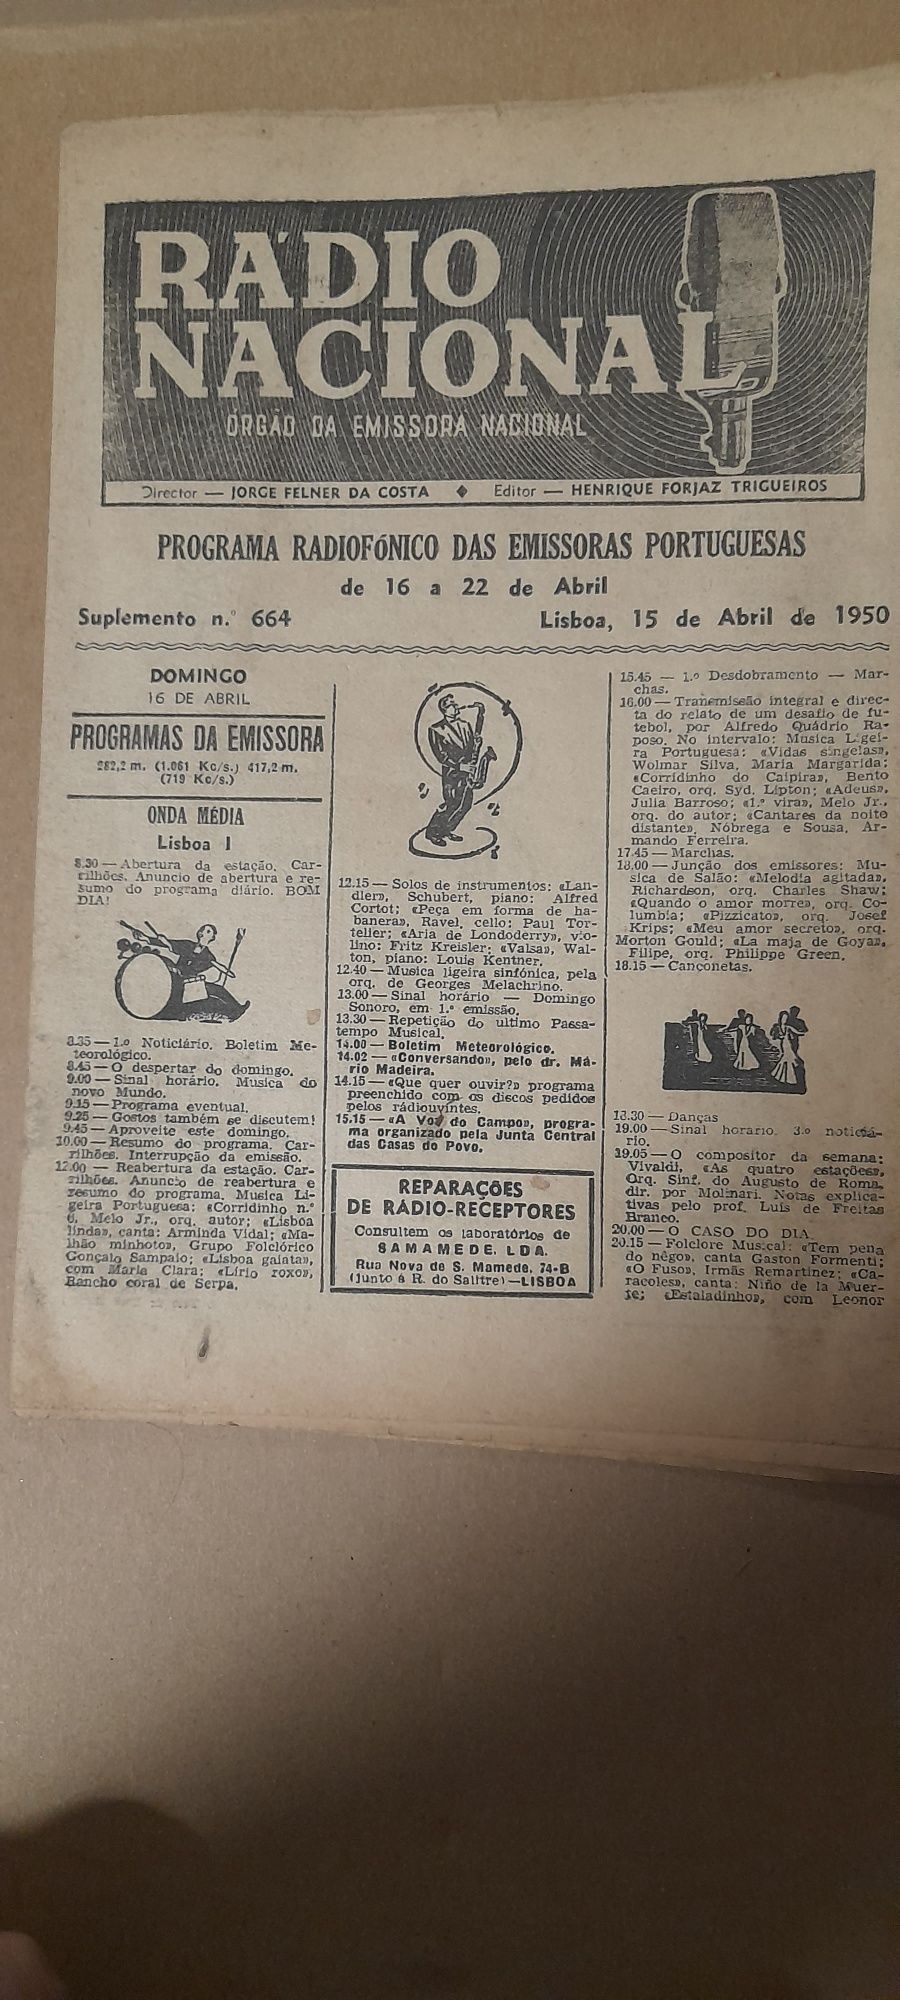 RÁDIO
NACIONAL
ORGÃO DA EMISSORA NACIONAL
Director — JORGE FELNER DA COSTA ◆ Editor — HENRIQUE FORJAZ TRIGUEIROS
PROGRAMA RADIOFÓNICO DAS EMISSORAS PORTUGUESAS
de 16 a 22 de Abril
Suplemento n.º 664
Lisboa, 15 de Abril de 1950
DOMINGO
16 DE ABRIL
PROGRAMAS DA EMISSORA
282,2 m. (1.061 Kc/s.) 417,2 m.
(719 Kc/s.)
ONDA MÉDIA
Lisboa I
8.30 — Abertura da estação. Car-
rilhões. Anuncio de abertura e re-
sumo do programa diário. BOM
DIA!
8.35 — 1.º Noticiário. Boletim Me-
teorológico.
8.45 — O despertar do domingo.
9.00 — Sinal horário. Musica do
novo Mundo.
9.15 — Programa eventual.
9.25 — Gostos também se discutem!
9.45 — Aproveite este domingo.
10.00 — Resumo do programa. Car-
rilhões. Interrupção da emissão.
12.00 — Reabertura da estação. Car-
rilhões. Anuncio de reabertura e
resumo do programa. Musica Li-
geira Portuguesa: «Corridinho n.º
6, Melo Jr., orq. autor; «Lisboa
linda», canta: Arminda Vidal; «Ma-
lhão minhoto», Grupo Folclórico
Gonçalo Sampaio; «Lisboa gaiata»,
com Maria Clara; «Lírio roxo»,
Rancho coral de Serpa.
12.15 — Solos de instrumentos: «Lan-
dler», Schubert, piano: Alfred
Cortot; «Peça em forma de ha-
banera», Ravel, cello: Paul Tor-
telier; «Aria de Londoderry», vio-
lino: Fritz Kreisler; «Valsa», Wal-
ton, piano: Louis Kentner.
12.40 — Musica ligeira sinfónica, pela
orq. de Georges Melachrino.
13.00 — Sinal horário — Domingo
Sonoro, em 1.ª emissão.
13.30 — Repetição do ultimo Passa-
tempo Musical.
14.00 — Boletim Meteorológico.
14.02 — «Conversando», pelo dr. Má-
rio Madeira.
14.15 — «Que quer ouvir?» programa
preenchido com os discos pedidos
pelos rádiouvintes.
15.15 — «A Voz do Campo», progra-
ma organizado pela Junta Central
das Casas do Povo.
REPARAÇÕES
DE RÁDIO-RECEPTORES
Consultem os laboratórios de
SAMAMEDE, LDA.
Rua Nova de S. Mamede, 74-B
(Junto à R. do Salitre) — LISBOA
15.45 — 1.º Desdobramento — Mar-
chas.
16.00 — Transmissão integral e direc-
ta do relato de um desafio de fu-
tebol, por Alfredo Quádrio Ra-
poso. No intervalo: Musica Ligei-
ra Portuguesa: «Vidas singelas»,
Wolmar Silva, Maria Margarida;
«Corridinho do Caipira», Bento
Caeiro, orq. Syd. Lipton; «Adeus»,
Julia Barroso; «1.º vira», Melo Jr.,
orq. do autor; «Cantares da noite
distante», Nóbrega e Sousa, Ar-
mando Ferreira.
17.45 — Marchas.
18.00 — Junção dos emissores: Mu-
sica de Salão: «Melodia agitada»,
Richardson, orq. Charles Shaw;
«Quando o amor morre», orq. Co-
lumbia; «Pizzicato», orq. Josef
Krips; «Meu amor secreto», orq.
Morton Gould; «La maja de Goya»,
Filipe, orq. Philippe Green.
18.15 — Cançonetas.
18.30 — Danças
19.00 — Sinal horário. 3.º noticiá-
rio.
19.05 — O compositor da semana:
Vivaldi, «As quatro estações»,
Orq. Sinf. do Augusto de Roma,
dir. por Molinari. Notas explica-
tivas pelo prof. Luís de Freitas
Branco.
20.00 — O CASO DO DIA
20.15 — Folclore Musical: «Tem pena
do nêgo», canta Gaston Formenti;
«O Fuso», Irmãs Remartinez; «Ca-
racoles», canta: Niño de la Muer-
te; «Estaladinho», com Leonor